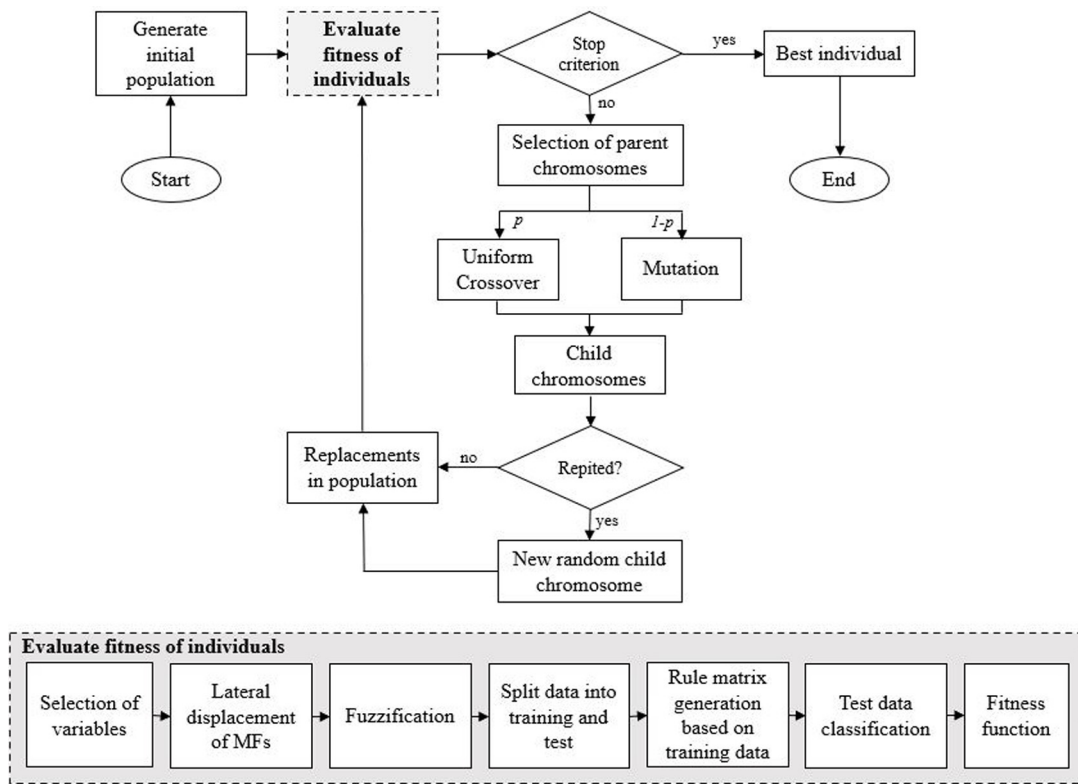 Generate
initial
population
Evaluate
fitness of
individuals
Stop
criterion
yes
Best individual
no
Start
Selection of parent
chromosomes
End
p
1-p
Uniform
Crossover
Mutation
Child
chromosomes
Replacements
in population
no
Repited?
yes
New random child
chromosome
Evaluate fitness of individuals
Selection of
variables
Lateral
displacement
of MFs
Fuzzification
Split data into
training and
test
Rule matrix
generation
based on
training data
Test data
classification
Fitness
function